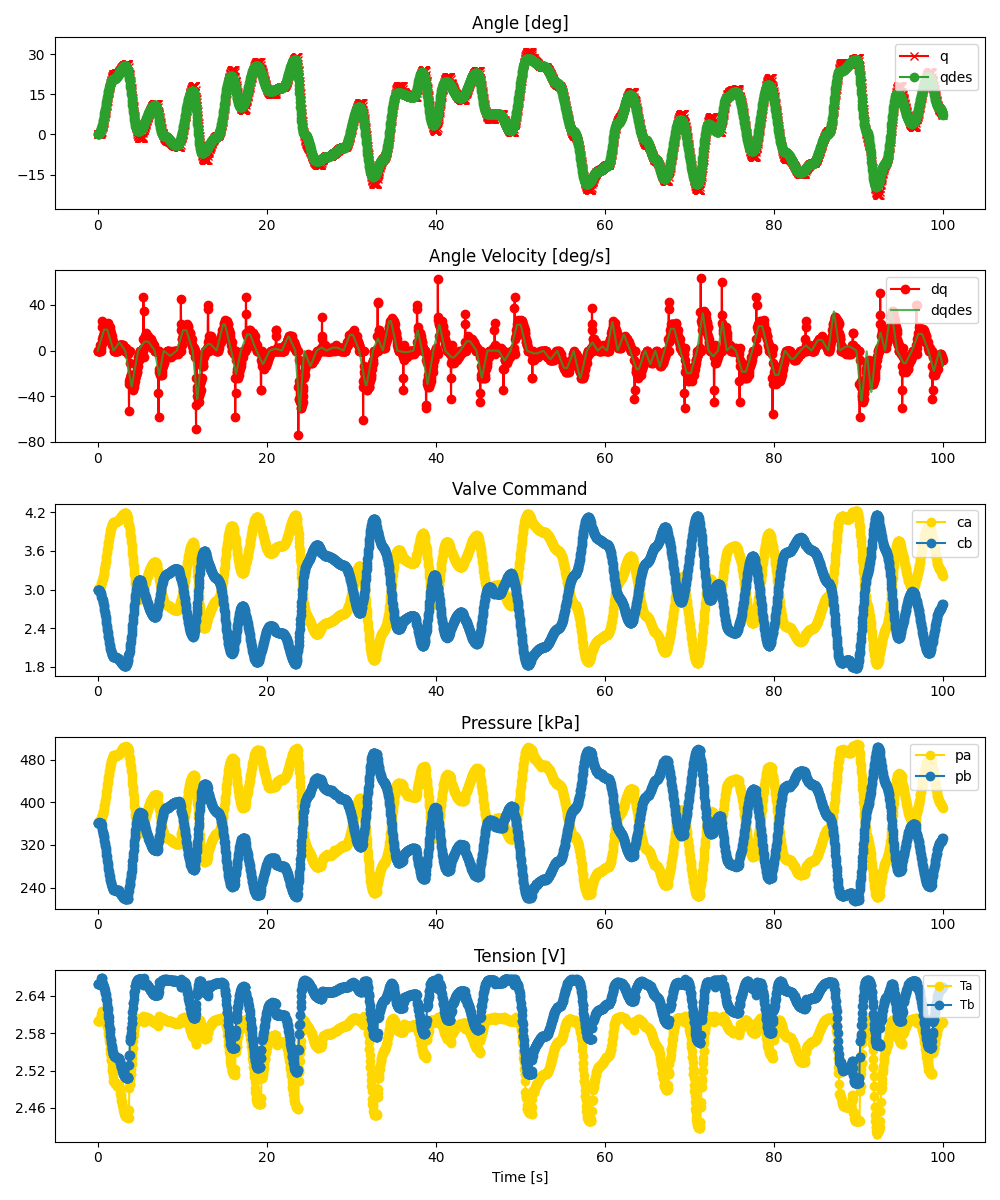 Angle [deg]
30
15
0
−15
q
qdes
0 20 40 60 80 100
Angle Velocity [deg/s]
40
0
−40
−80
dq
dqdes
0 20 40 60 80 100
Valve Command
4.2
3.6
3.0
2.4
1.8
ca
cb
0 20 40 60 80 100
Pressure [kPa]
480
400
320
240
pa
pb
0 20 40 60 80 100
Tension [V]
2.64
2.58
2.52
2.46
Ta
Tb
0 20 40 60 80 100
Time [s]